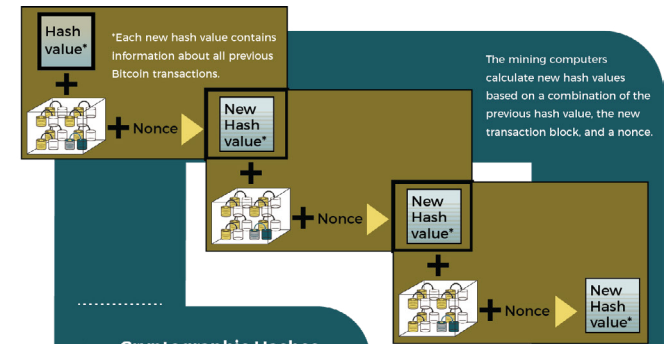 Hash
value*
*Each new hash value contains
information about all previous
Bitcoin transactions.
The mining computers
calculate new hash values
based on a combination of the
previous hash value, the new
transaction block, and a nonce.
+
+ Nonce
New
Hash
value*
+
+ Nonce
New
Hash
value*
+
+ Nonce
New
Hash
value*
Cryptographic Hashes